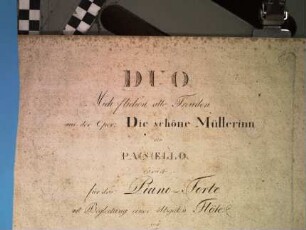 DUO
Mich fliehen alle Freuden
aus der Oper Die schöne Müllerinn
von
PAESIELLO.
für das Piano-Forte
mit Begleitung einer obligaten Flöte